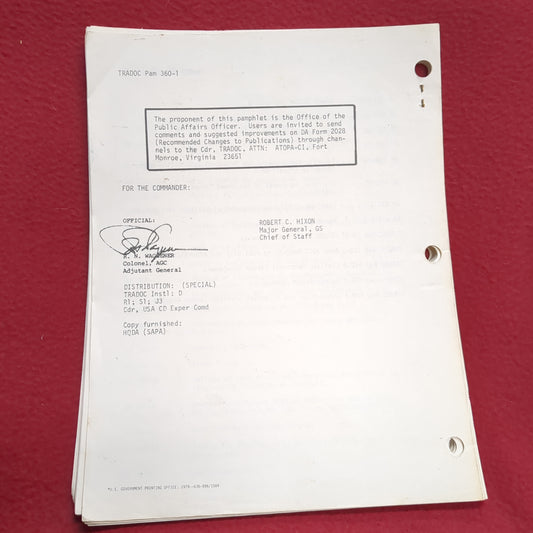 TRADOC Pam 360-1
The proponent of this pamphlet is the Office of the
Public Affairs Officer. Users are invited to send
comments and suggested improvements on DA Form 2028
(Recommended Changes to Publications) through chan-
nels to the Cdr, TRADOC, ATTN: ATOPA-CI, Fort
Monroe, Virginia 23651
FOR THE COMMANDER:
OFFICIAL:
ROBERT C. HIXON
Major General, GS
Chief of Staff
Colonel, AGC
Adjutant General
DISTRIBUTION: (SPECIAL)
TRADOC Instl: D
R1; S1; J3
Cdr, USA CD Exper Comd
Copy furnished:
HQDA (SAPA)
*U.S. GOVERNMENT PRINTING OFFICE: